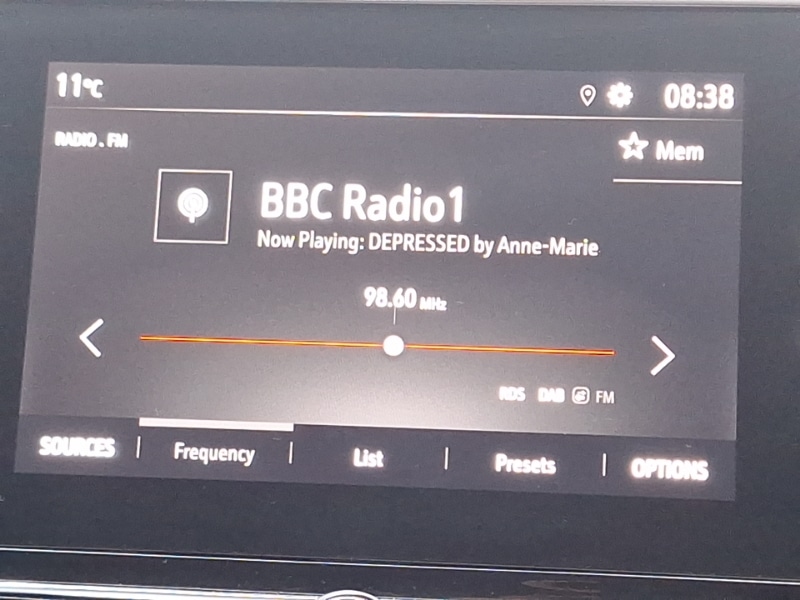 11°C 08:38
RADIO . FM
Mem
BBC Radio1
Now Playing: DEPRESSED by Anne-Marie
98.60 MHz
RDS DAB FM
SOURCES | Frequency | List | Presets | OPTIONS